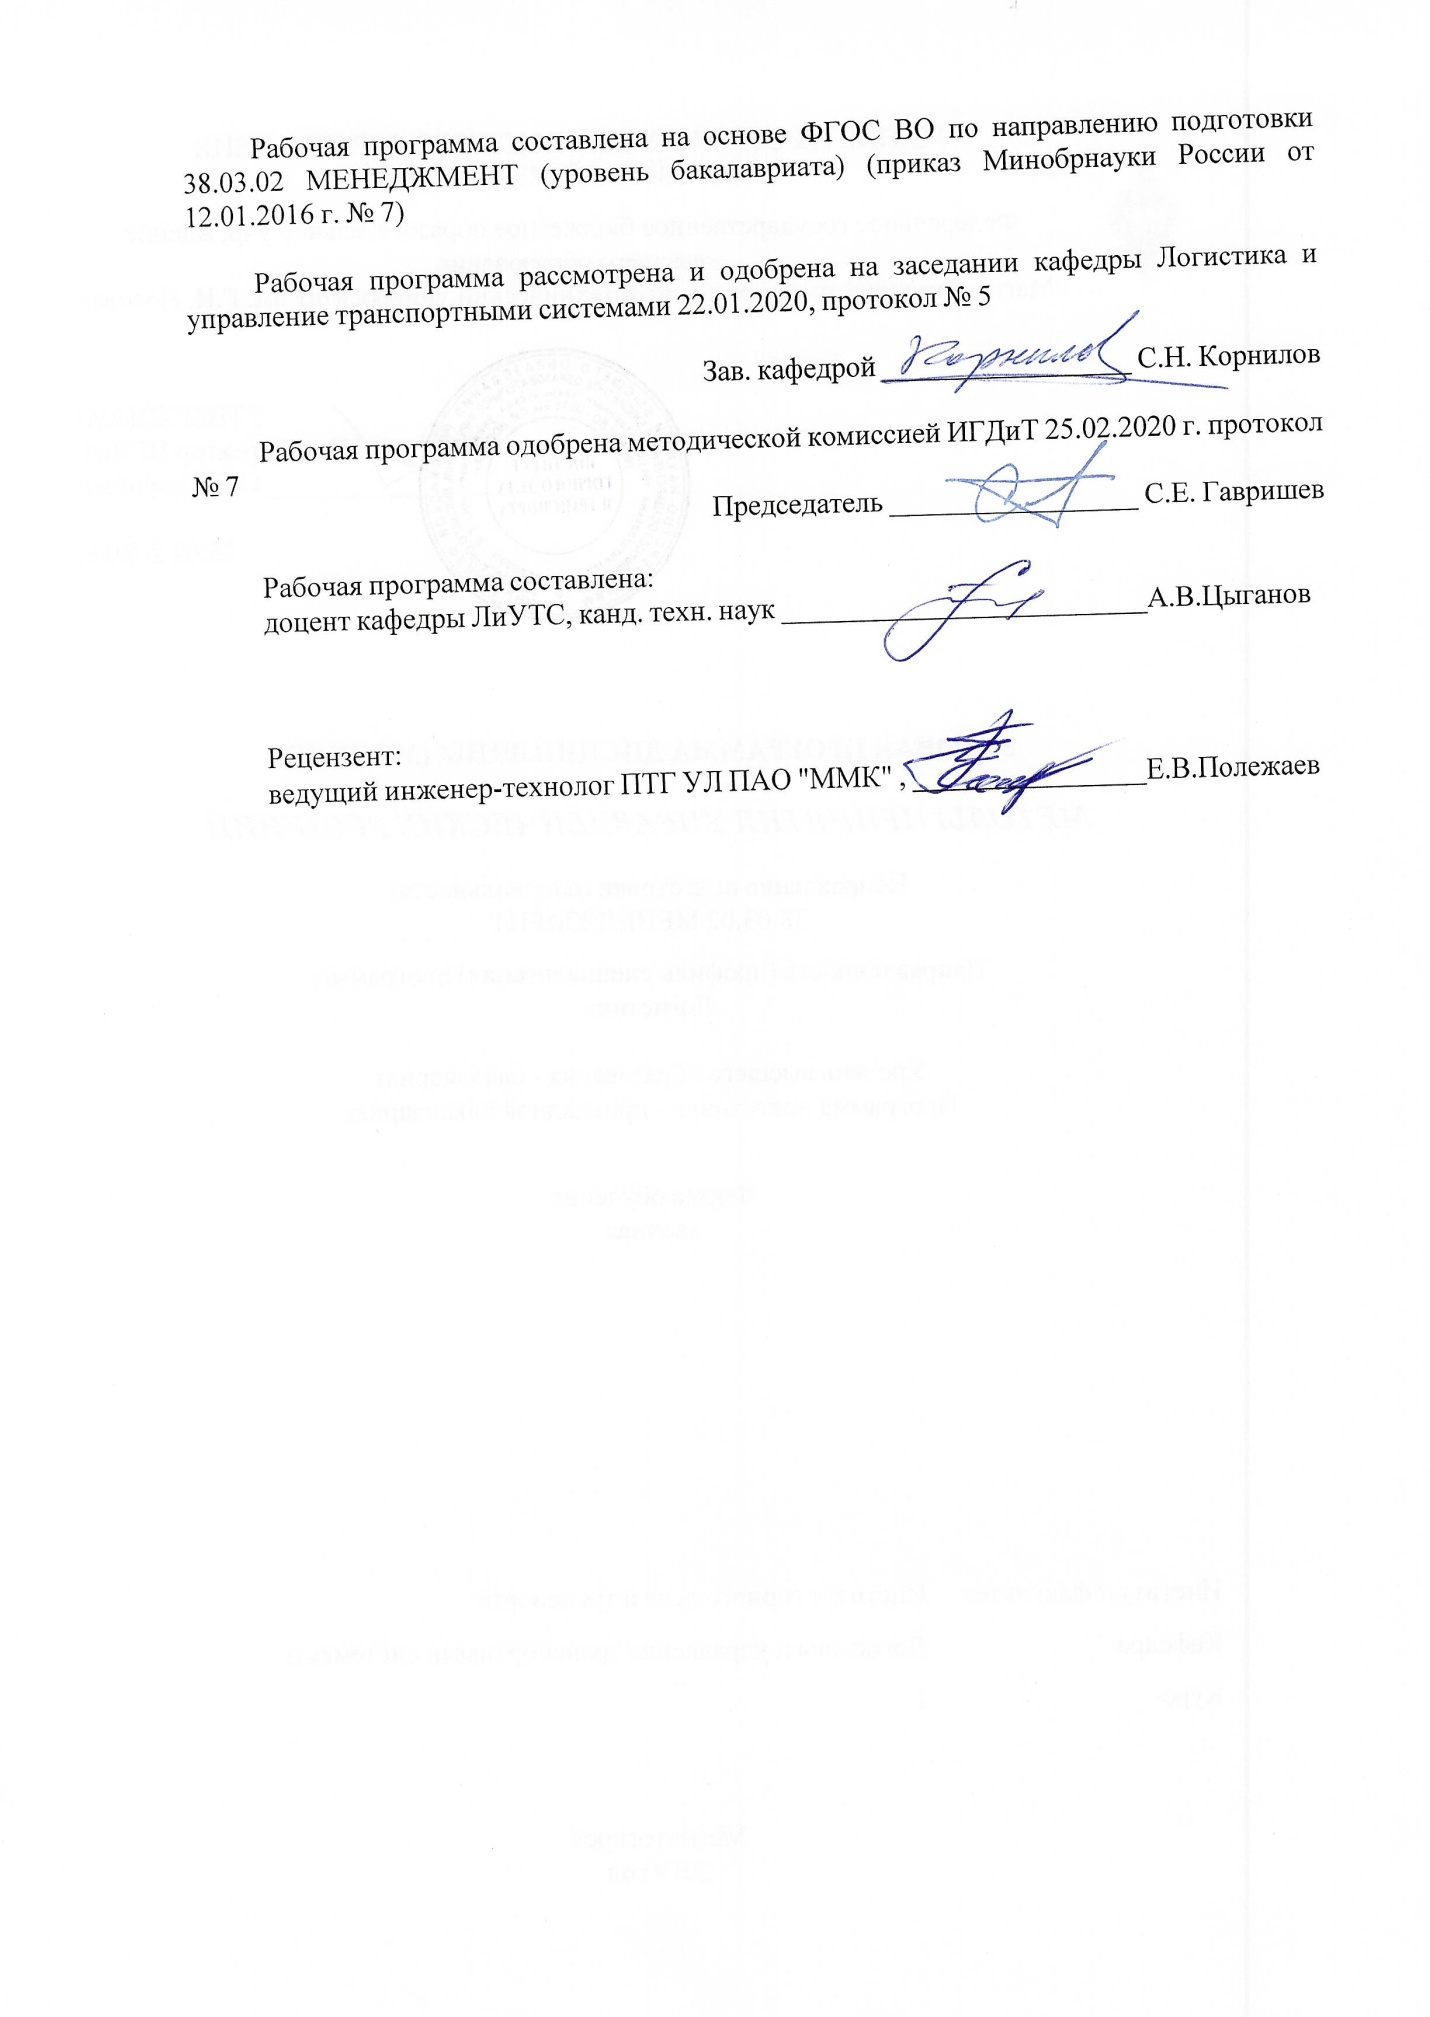 Рабочая программа составлена на основе ФГОС ВО по направлению подготовки
38.03.02 МЕНЕДЖМЕНТ (уровень бакалавриата) (приказ Минобрнауки России от
12.01.2016 г. № 7)
Рабочая программа рассмотрена и одобрена на заседании кафедры Логистика и
управление транспортными системами 22.01.2020, протокол № 5
Зав. кафедрой Корнилов С.Н. Корнилов
Рабочая программа одобрена методической комиссией ИГДиТ 25.02.2020 г. протокол
№ 7
Председатель С.Е. Гавришев
Рабочая программа составлена:
доцент кафедры ЛиУТС, канд. техн. наук А.В.Цыганов
Рецензент:
ведущий инженер-технолог ПТГ УЛ ПАО "ММК" , Е.В.Полежаев